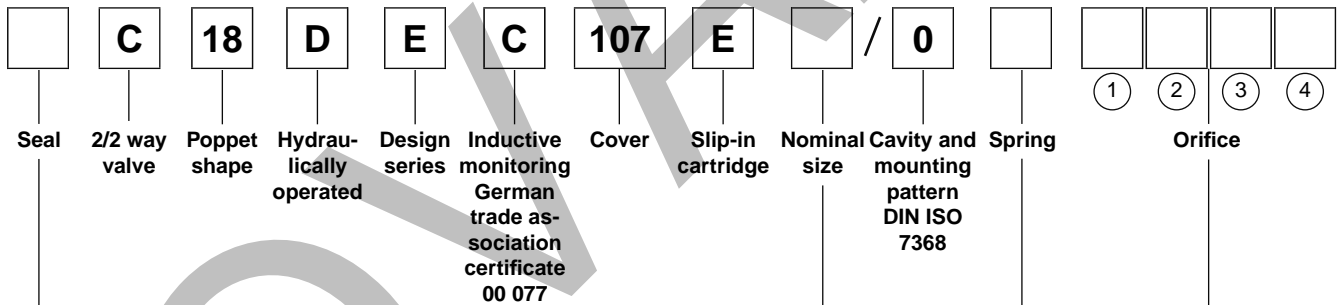 C 18 D E C 107 E / 0
1 2 3 4
Seal
2/2 way
valve
Poppet
shape
Hydrau-
lically
operated
Design
series
Inductive
monitoring
German
trade as-
sociation
certificate
00 077
Cover
Slip-in
cartridge
Nominal
size
Cavity and
mounting
pattern
DIN ISO
7368
Spring
Orifice